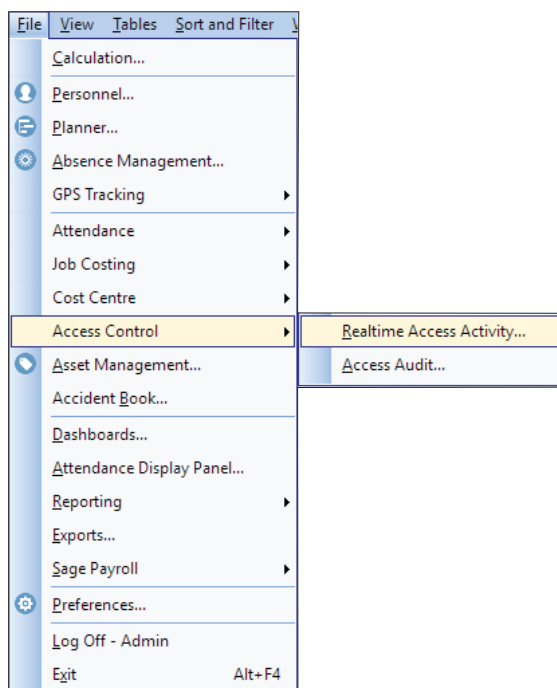 File View Tables Sort and Filter
Calculation...
Personnel...
Planner...
Absence Management...
GPS Tracking
Attendance
Job Costing
Cost Centre
Access Control
Realtime Access Activity...
Asset Management...
Access Audit...
Accident Book...
Dashboards...
Attendance Display Panel...
Reporting
Exports...
Sage Payroll
Preferences...
Log Off - Admin
Exit Alt+F4